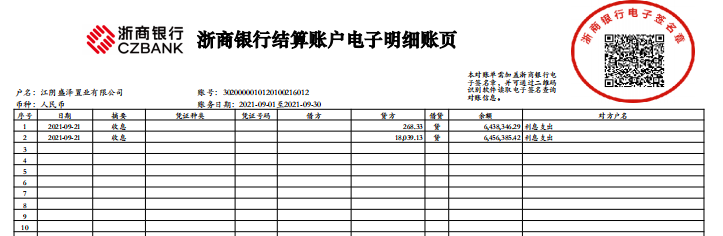 浙商银行
CZBANK
浙商银行结算账户电子明细账页
浙商银行电子签名章
本对账单需加盖浙商银行电
子签名章、并可通过二维码
识别软件读取电子签名章的
对账信息。
户名：江阴盛泽置业有限公司 账号：3020000010120100216012
币种：人民币 账务日期：2021-09-01至2021-09-30
序号 日期 摘要 凭证种类 凭证号码 借方 贷方 借贷 余额 对方户名
1 2021-09-21 收息 268.33 贷 6,438,346.29 利息支出
2 2021-09-21 收息 18,039.13 贷 6,456,385.42 利息支出
3
4
5
6
7
8
9
10